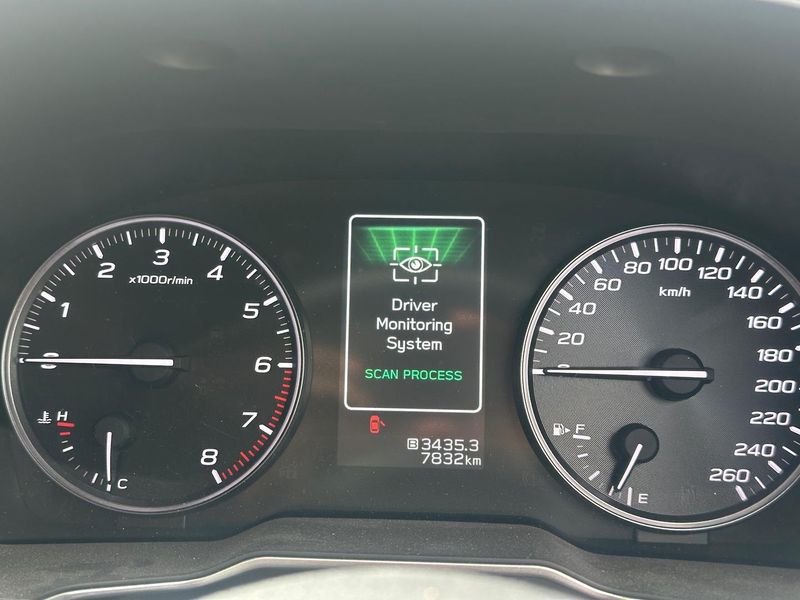 3
2
4
x1000r/min
1
5
6
7
8
H
C
Driver
Monitoring
System
SCAN PROCESS
B 3435.3
7832km
80 100 120
60
140
km/h
40
160
20
180
200
220
240
260
F
E